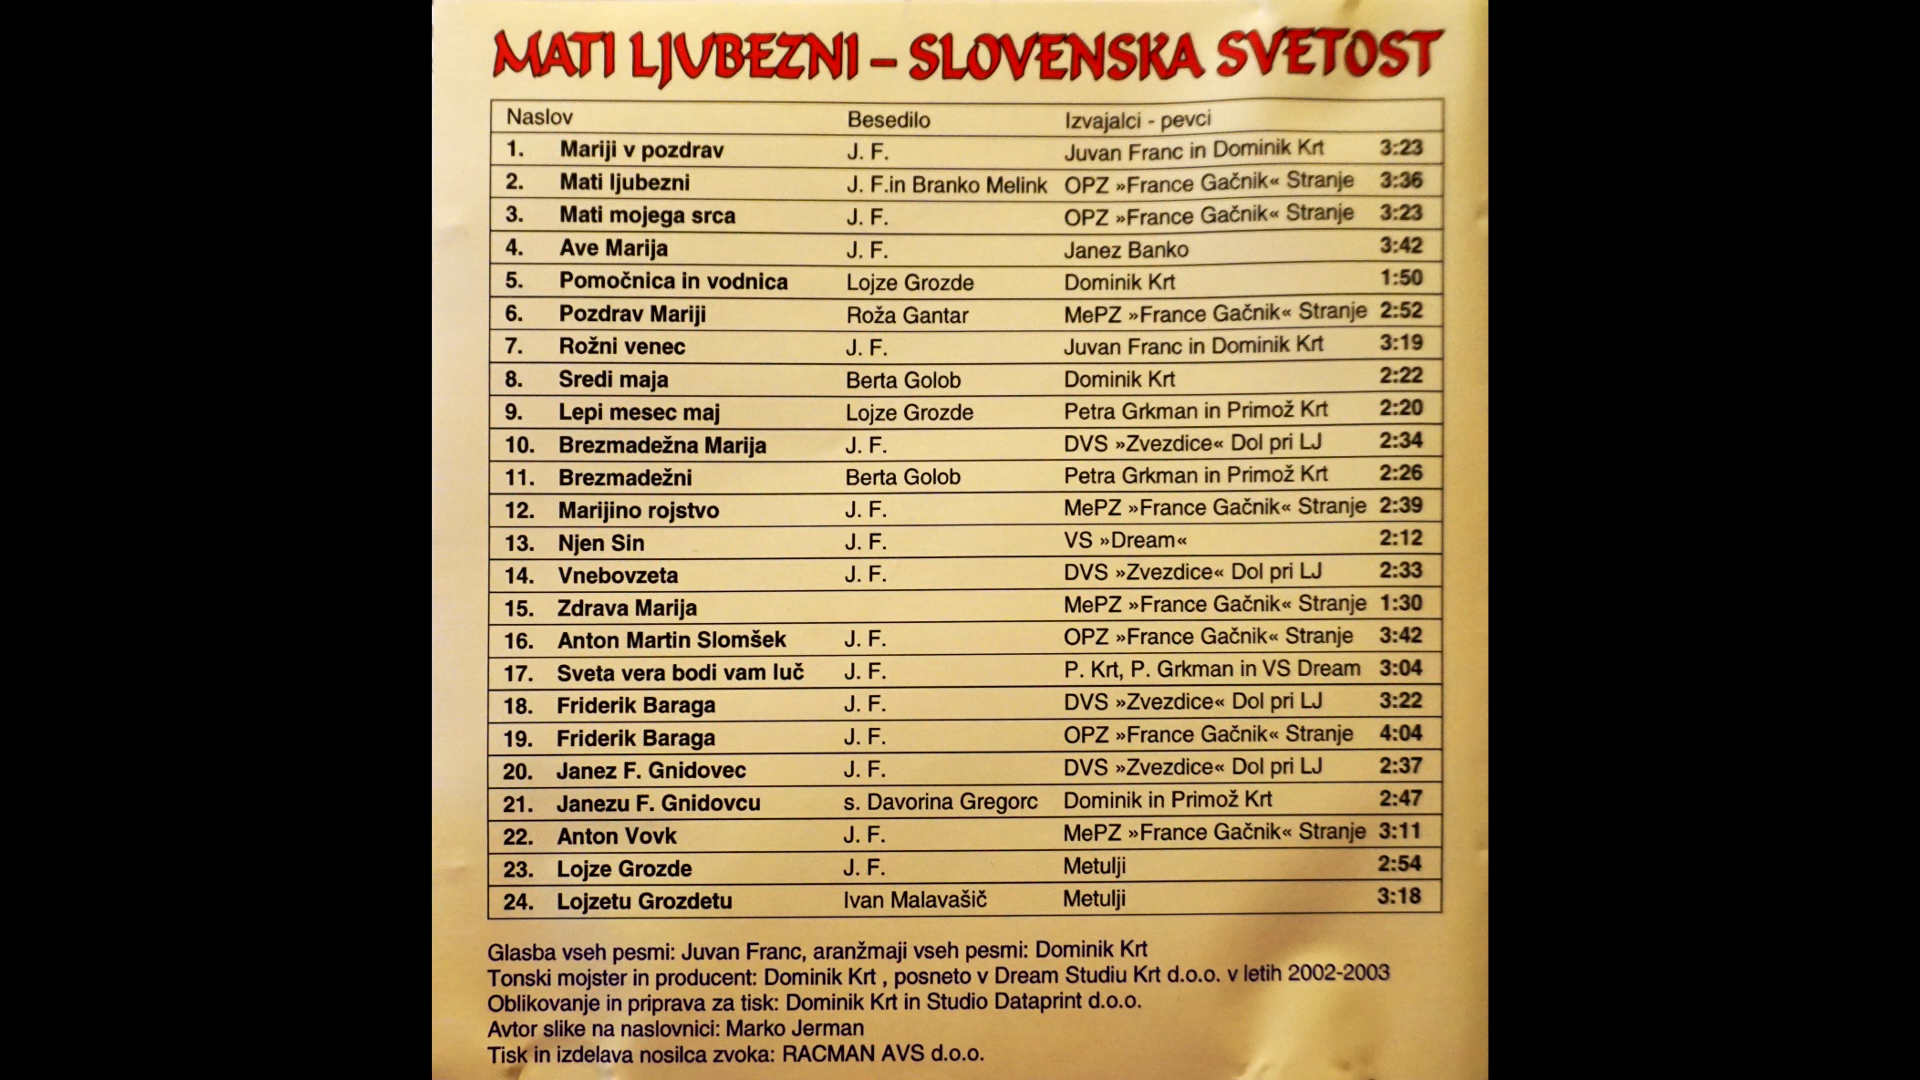 MATI LJUBEZNI – SLOVENSKA SVETOST
Naslov Besedilo Izvajalci - pevci
1. Mariji v pozdrav J. F. Juvan Franc in Dominik Krt 3:23
2. Mati ljubezni J. F.in Branko Melink OPZ »France Gačnik« Stranje 3:36
3. Mati mojega srca J. F. OPZ »France Gačnik« Stranje 3:23
4. Ave Marija J. F. Janez Banko 3:42
5. Pomočnica in vodnica Lojze Grozde Dominik Krt 1:50
6. Pozdrav Mariji Roža Gantar MePZ »France Gačnik« Stranje 2:52
7. Rožni venec J. F. Juvan Franc in Dominik Krt 3:19
8. Sredi maja Berta Golob Dominik Krt 2:22
9. Lepi mesec maj Lojze Grozde Petra Grkman in Primož Krt 2:20
10. Brezmadežna Marija J. F. DVS »Zvezdice« Dol pri LJ 2:34
11. Brezmadežni Berta Golob Petra Grkman in Primož Krt 2:26
12. Marijino rojstvo J. F. MePZ »France Gačnik« Stranje 2:39
13. Njen Sin J. F. VS »Dream« 2:12
14. Vnebovzeta J. F. DVS »Zvezdice« Dol pri LJ 2:33
15. Zdrava Marija MePZ »France Gačnik« Stranje 1:30
16. Anton Martin Slomšek J. F. OPZ »France Gačnik« Stranje 3:42
17. Sveta vera bodi vam luč J. F. P. Krt, P. Grkman in VS Dream 3:04
18. Friderik Baraga J. F. DVS »Zvezdice« Dol pri LJ 3:22
19. Friderik Baraga J. F. OPZ »France Gačnik« Stranje 4:04
20. Janez F. Gnidovec J. F. DVS »Zvezdice« Dol pri LJ 2:37
21. Janezu F. Gnidovcu s. Davorina Gregorc Dominik in Primož Krt 2:47
22. Anton Vovk J. F. MePZ »France Gačnik« Stranje 3:11
23. Lojze Grozde J. F. Metulji 2:54
24. Lojzetu Grozdetu Ivan Malavašič Metulji 3:18
Glasba vseh pesmi: Juvan Franc, aranžmaji vseh pesmi: Dominik Krt
Tonski mojster in producent: Dominik Krt , posneto v Dream Studiu Krt d.o.o. v letih 2002-2003
Oblikovanje in priprava za tisk: Dominik Krt in Studio Dataprint d.o.o.
Avtor slike na naslovnici: Marko Jerman
Tisk in izdelava nosilca zvoka: RACMAN AVS d.o.o.